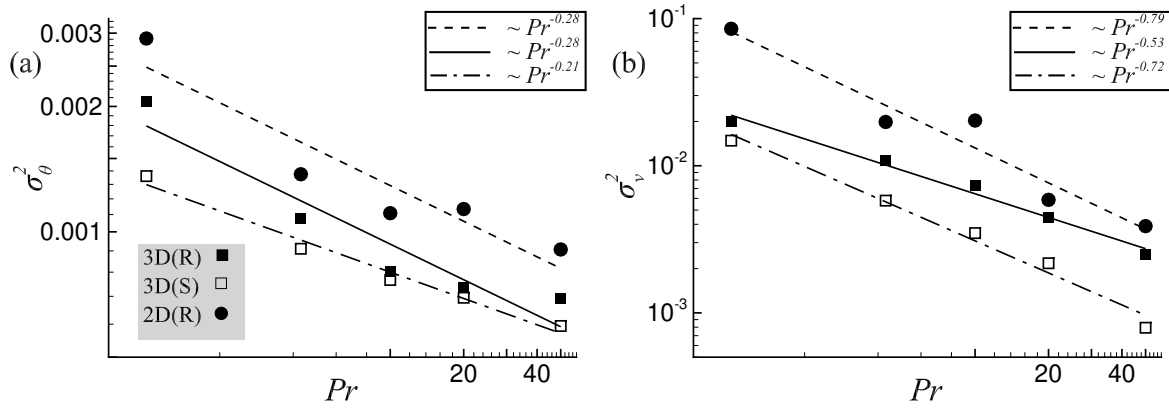 (a)
0.003
0.002
0.001
σ²_θ
~ Pr^-0.28
~ Pr^-0.28
~ Pr^-0.21
3D(R)
3D(S)
2D(R)
20
40
Pr
(b)
10^-1
10^-2
10^-3
σ²_v
~ Pr^-0.79
~ Pr^-0.53
~ Pr^-0.72
20
40
Pr